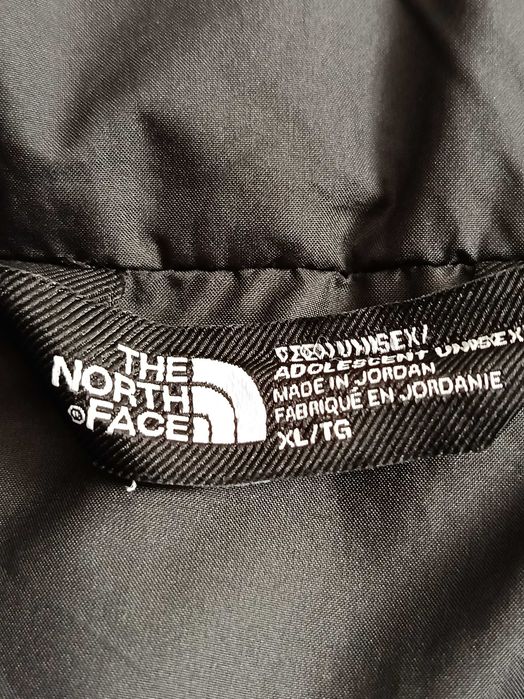 THE
NORTH
FACE
UNISEX/
ADOLESCENT UNISEX
MADE IN JORDAN
FABRIQUÉ EN JORDANIE
XL/TG